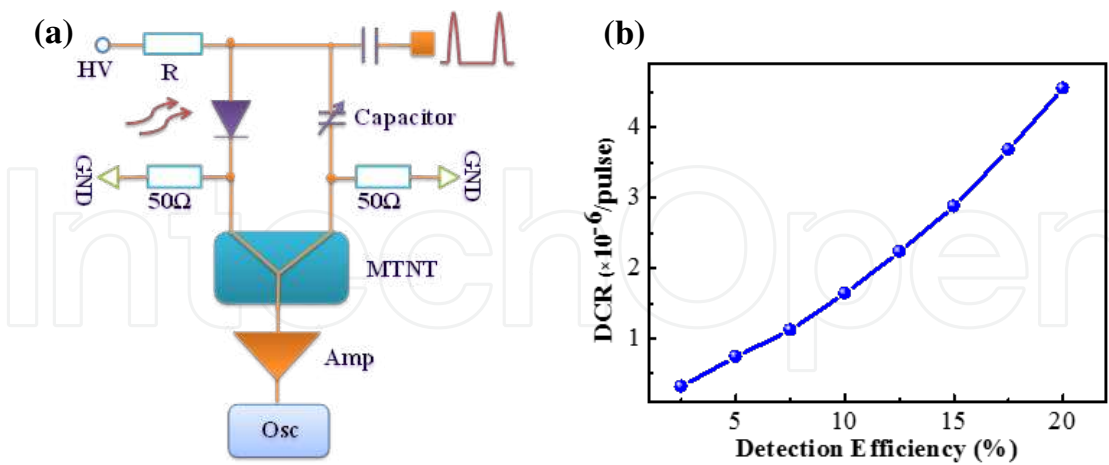 (a)
HV
R
Capacitor
GND
50Ω
50Ω
GND
MTNT
Amp
Osc
(b)
DCR (×10⁻⁶/pulse)
4
3
2
1
5
10
15
20
Detection Efficiency (%)
IntechOpen